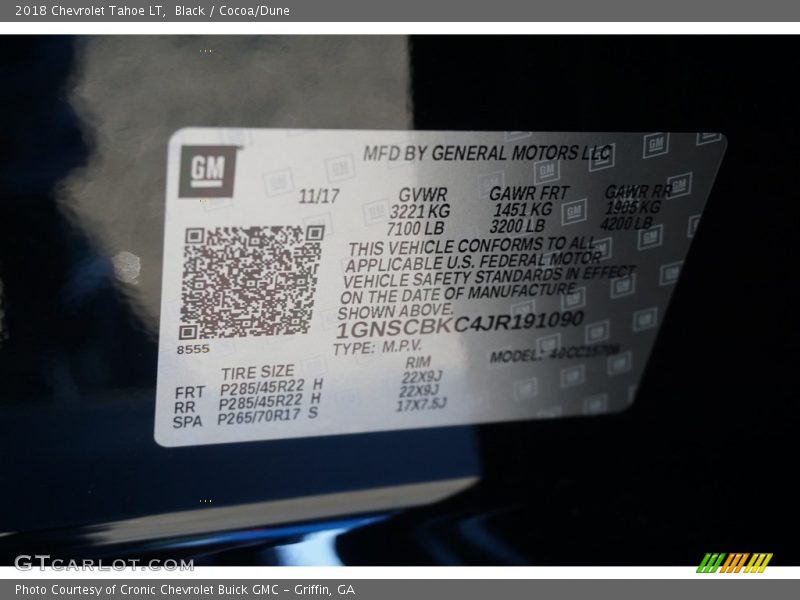 2018 Chevrolet Tahoe LT, Black / Cocoa/Dune
GM MFD BY GENERAL MOTORS LLC
11/17 GVWR GAWR FRT GAWR RR
3221 KG 1451 KG 1905 KG
7100 LB 3200 LB 4200 LB
THIS VEHICLE CONFORMS TO ALL
APPLICABLE U.S. FEDERAL MOTOR
VEHICLE SAFETY STANDARDS IN EFFECT
ON THE DATE OF MANUFACTURE
SHOWN ABOVE.
1GNSCBKC4JR191090
8555 TYPE: M.P.V. MODEL:
TIRE SIZE RIM
FRT P285/45R22 H 22X9J
RR P285/45R22 H 22X9J
SPA P265/70R17 S 17X7.5J
GTCARLOT.COM
Photo Courtesy of Cronic Chevrolet Buick GMC – Griffin, GA